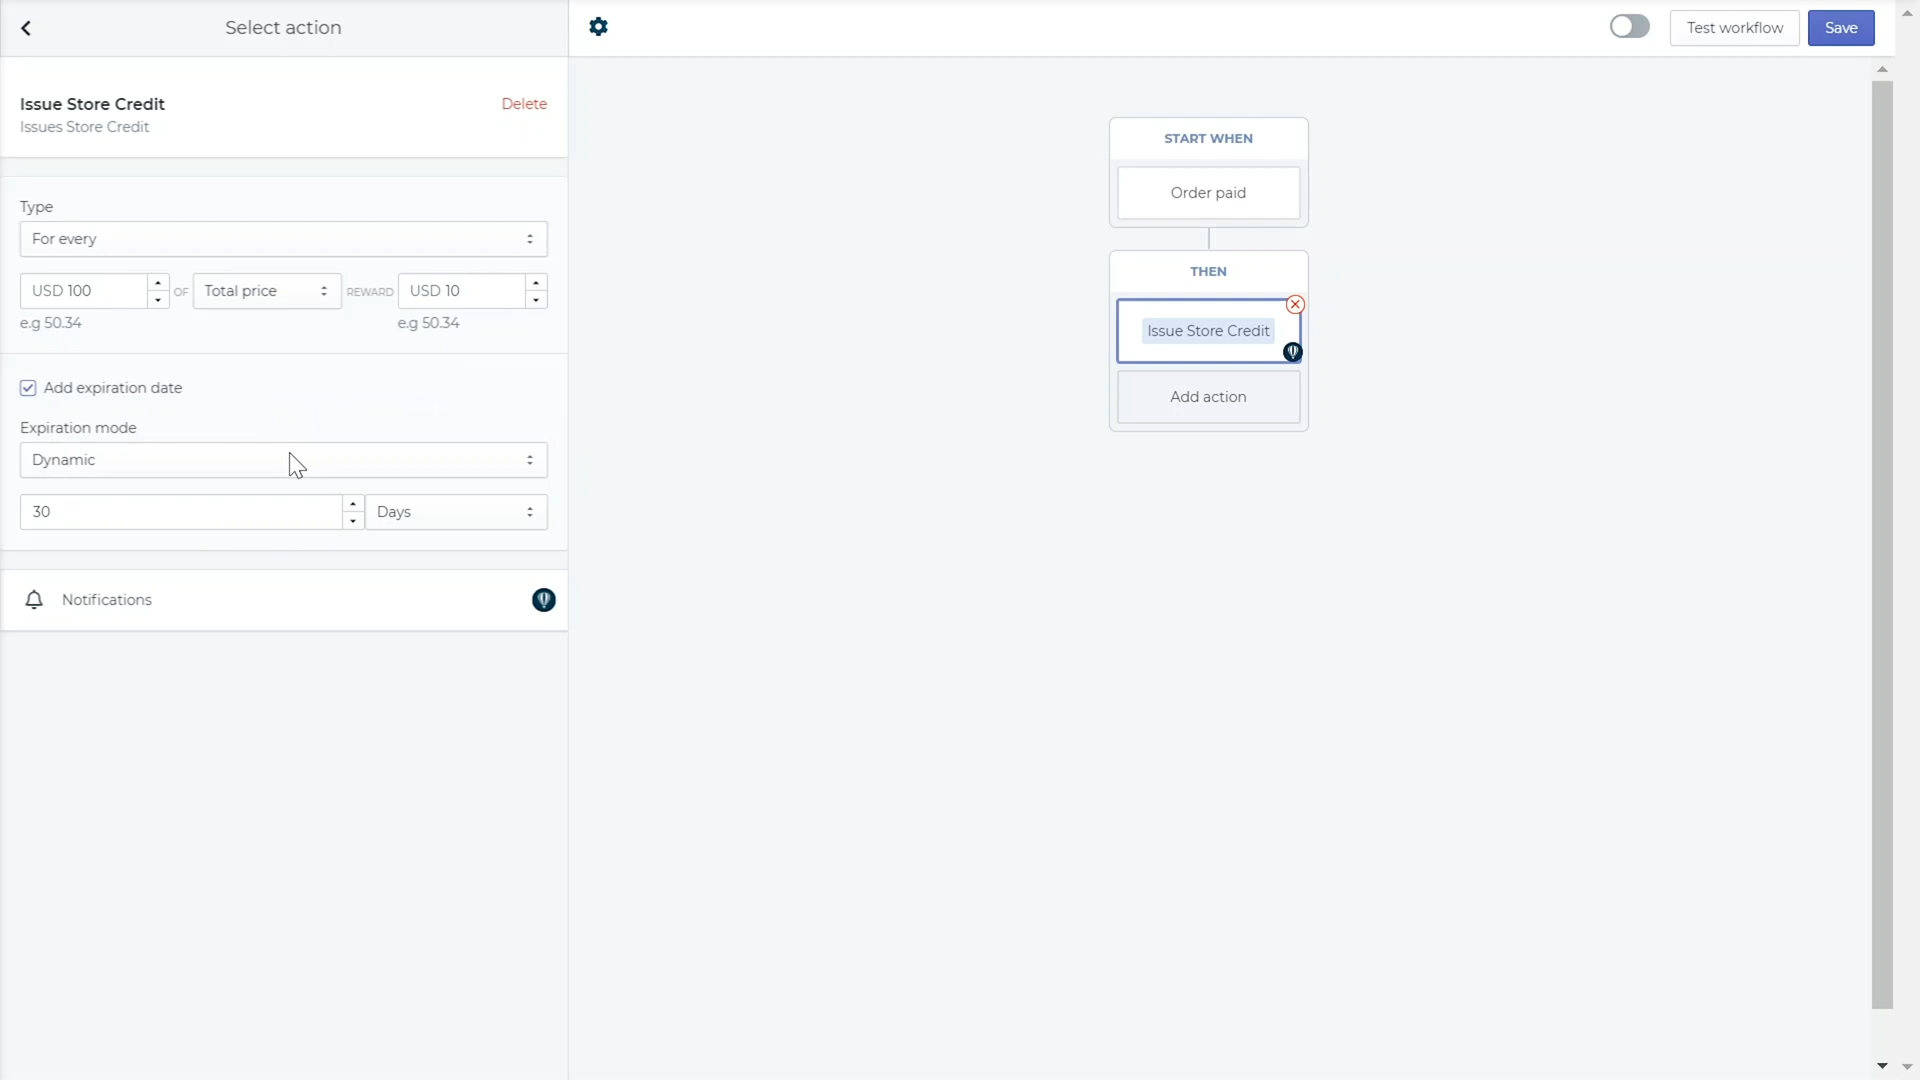 Select action
Test workflow
Save
Issue Store Credit
Delete
Issues Store Credit
Type
For every
USD 100
OF
Total price
REWARD
USD 10
e.g 50.34
e.g 50.34
Add expiration date
Expiration mode
Dynamic
30
Days
Notifications
START WHEN
Order paid
THEN
Issue Store Credit
Add action